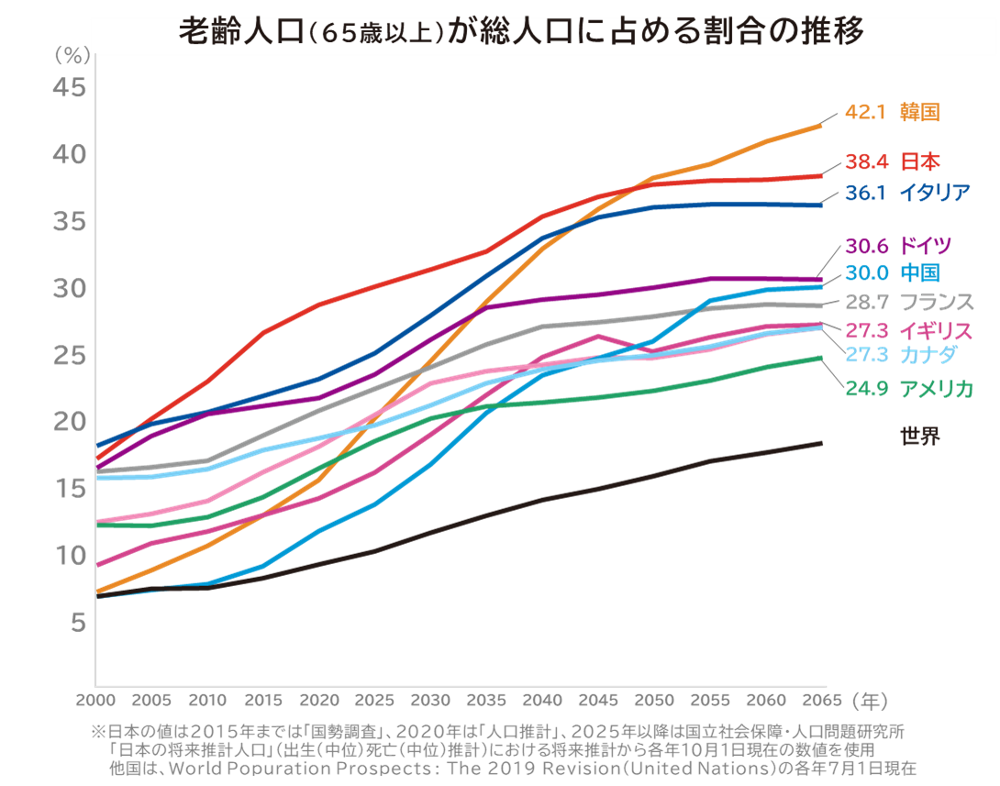 老齢人口(65歳以上)が総人口に占める割合の推移
(%)
45
40
35
30
25
20
15
10
5
42.1 韓国
38.4 日本
36.1 イタリア
30.6 ドイツ
30.0 中国
28.7 フランス
27.3 イギリス
27.3 カナダ
24.9 アメリカ
世界
2000 2005 2010 2015 2020 2025 2030 2035 2040 2045 2050 2055 2060 2065 (年)
※日本の値は2015年までは「国勢調査」、2020年は「人口推計」、2025年以降は国立社会保障・人口問題研究所
「日本の将来推計人口」(出生(中位)死亡(中位)推計)における将来推計から各年10月1日現在の数値を使用
他国は、World Popuration Prospects: The 2019 Revision(United Nations)の各年7月1日現在